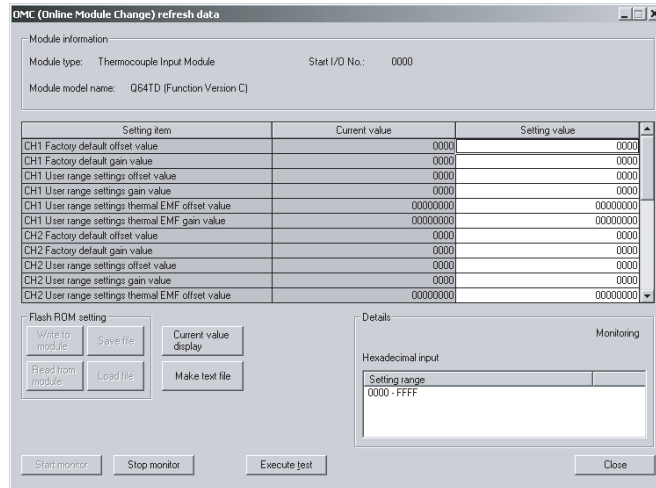 OMC (Online Module Change) refresh data
Module information
Module type: Thermocouple Input Module Start I/O No.: 0000
Module model name: Q64TD (Function Version C)
Setting item Current value Setting value
CH1 Factory default offset value 0000 0000
CH1 Factory default gain value 0000 0000
CH1 User range settings offset value 0000 0000
CH1 User range settings gain value 0000 0000
CH1 User range settings thermal EMF offset value 00000000 00000000
CH1 User range settings thermal EMF gain value 00000000 00000000
CH2 Factory default offset value 0000 0000
CH2 Factory default gain value 0000 0000
CH2 User range settings offset value 0000 0000
CH2 User range settings gain value 0000 0000
CH2 User range settings thermal EMF offset value 00000000 00000000
Flash ROM setting
Write to module
Save file
Current value display
Read from module
Load file
Make text file
Details
Monitoring
Hexadecimal input
Setting range
0000 - FFFF
Start monitor
Stop monitor
Execute test
Close